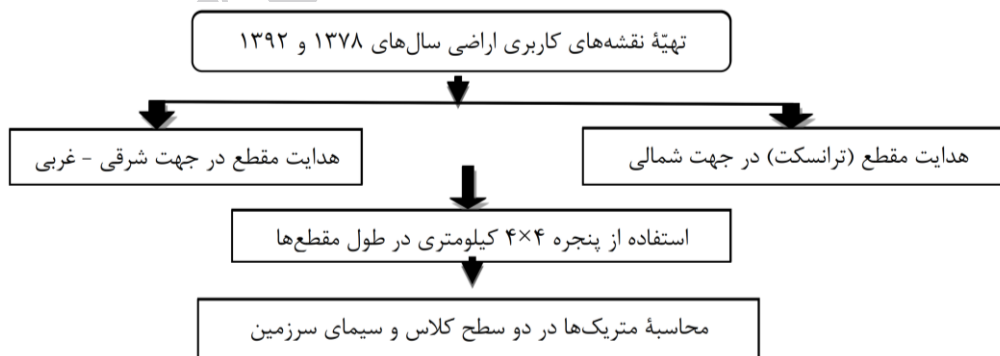 تهیّهٔ نقشه‌های کاربری اراضی سال‌های ۱۳۷۸ و ۱۳۹۲
هدایت مقطع (ترانسکت) در جهت شمالی
هدایت مقطع در جهت شرقی - غربی
استفاده از پنجره ۴×۴ کیلومتری در طول مقطع‌ها
محاسبهٔ متریک‌ها در دو سطح کلاس و سیمای سرزمین